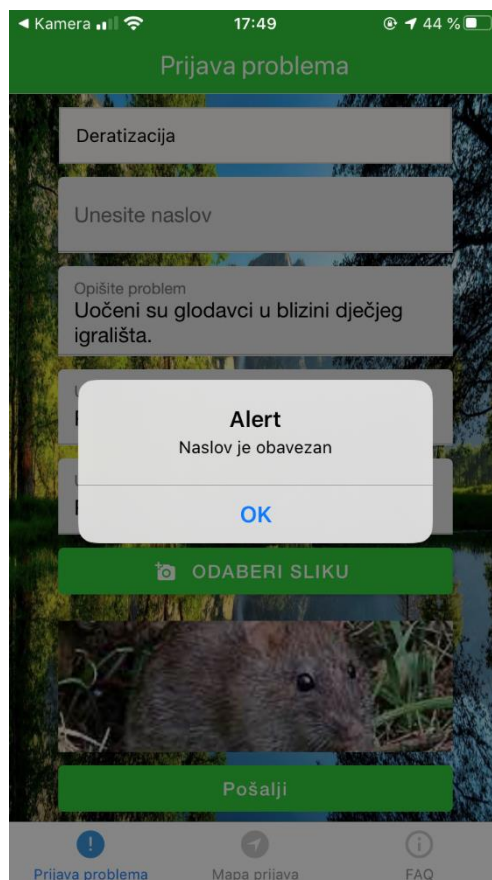 Kamera
17:49
44 %
Prijava problema
Deratizacija
Unesite naslov
Opišite problem
Uočeni su glodavci u blizini dječjeg
igrališta.
Alert
Naslov je obavezan
OK
ODABERI SLIKU
Pošalji
Prijava problema
Mapa prijava
FAQ